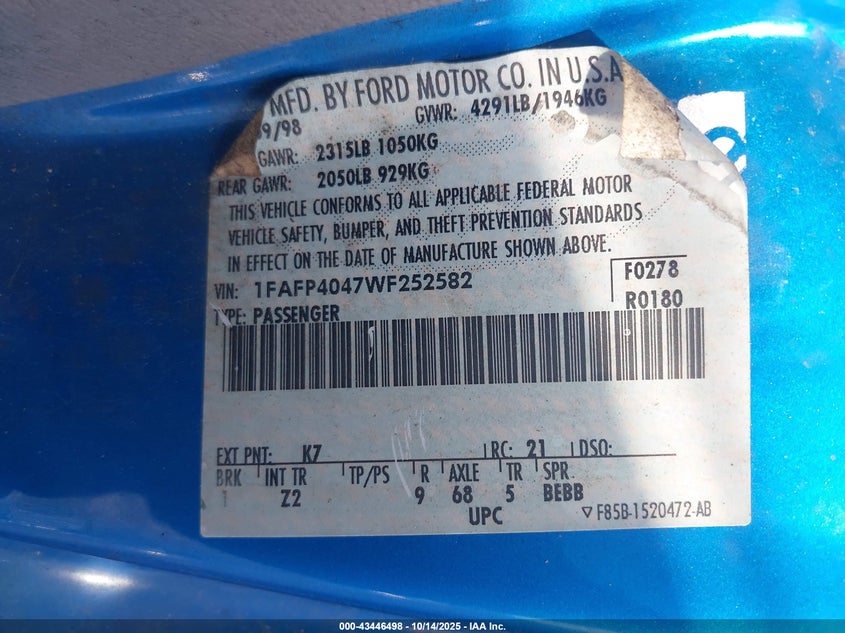 MFD. BY FORD MOTOR CO. IN U.S.A
9/98 GVWR: 4291LB/1946KG
GAWR: 2315LB 1050KG
REAR GAWR: 2050LB 929KG
THIS VEHICLE CONFORMS TO ALL APPLICABLE FEDERAL MOTOR
VEHICLE SAFETY, BUMPER, AND THEFT PREVENTION STANDARDS
IN EFFECT ON THE DATE OF MANUFACTURE SHOWN ABOVE.
VIN: 1FAFP4047WF252582 F0278
TYPE: PASSENGER R0180
EXT PNT: K7 RC: 21 DSO:
BRK INT TR TP/PS R AXLE TR SPR
1 Z2 9 68 5 BEBB
UPC ▽ F85B-1520472-AB
000-43446498 - 10/14/2025 - IAA Inc.